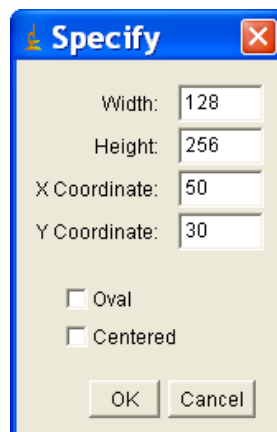 Specify
Width: 128
Height: 256
X Coordinate: 50
Y Coordinate: 30
Oval
Centered
OK Cancel